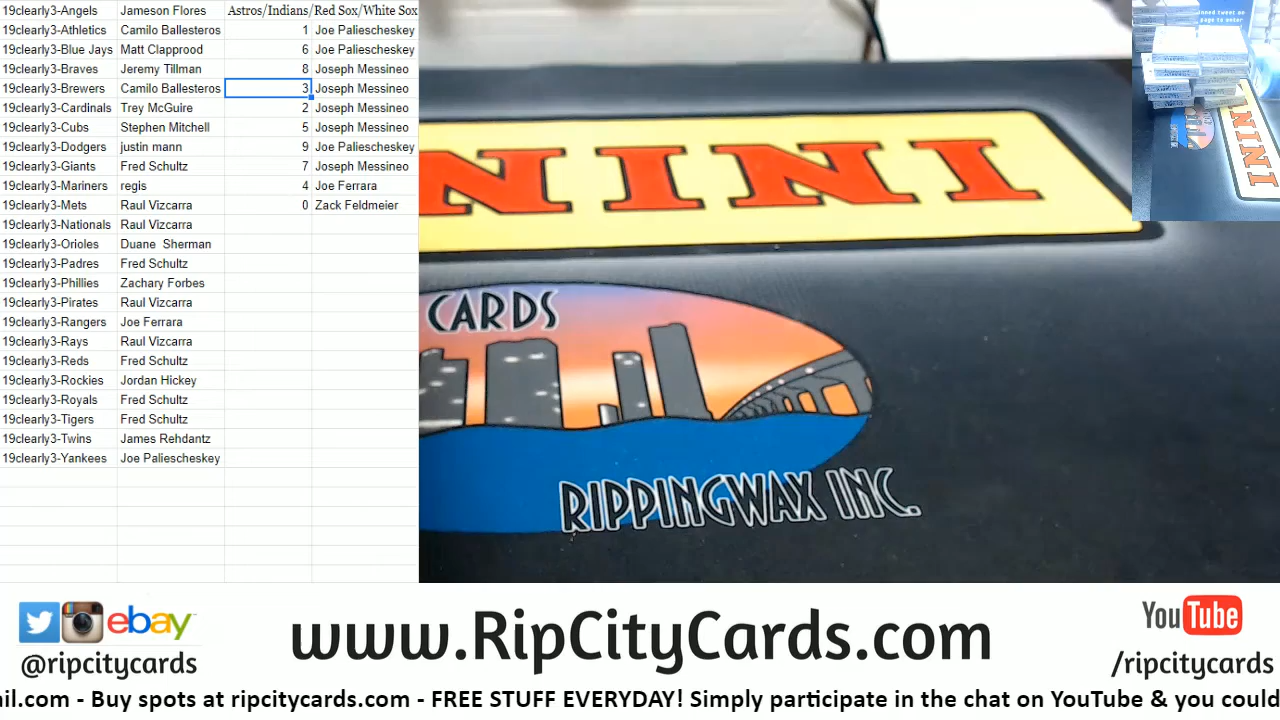 19clearly3-Angels Jameson Flores Astros/Indians/Red Sox/White Sox
19clearly3-Athletics Camilo Ballesteros 1 Joe Paliescheskey
19clearly3-Blue Jays Matt Clapprood 6 Joe Paliescheskey
19clearly3-Braves Jeremy Tillman 8 Joseph Messineo
19clearly3-Brewers Camilo Ballesteros 3 Joseph Messineo
19clearly3-Cardinals Trey McGuire 2 Joseph Messineo
19clearly3-Cubs Stephen Mitchell 5 Joseph Messineo
19clearly3-Dodgers justin mann 9 Joe Paliescheskey
19clearly3-Giants Fred Schultz 7 Joseph Messineo
19clearly3-Mariners regis 4 Joe Ferrara
19clearly3-Mets Raul Vizcarra 0 Zack Feldmeier
19clearly3-Nationals Raul Vizcarra
19clearly3-Orioles Duane Sherman
19clearly3-Padres Fred Schultz
19clearly3-Phillies Zachary Forbes
19clearly3-Pirates Raul Vizcarra
19clearly3-Rangers Joe Ferrara
19clearly3-Rays Raul Vizcarra
19clearly3-Reds Fred Schultz
19clearly3-Rockies Jordan Hickey
19clearly3-Royals Fred Schultz
19clearly3-Tigers Fred Schultz
19clearly3-Twins James Rehdantz
19clearly3-Yankees Joe Paliescheskey
NINI
CARDS
RIPPINGWAX INC.
nned tweet on
page to enter
NINI
ebay
@ripcitycards
www.RipCityCards.com
YouTube
/ripcitycards
ail.com - Buy spots at ripcitycards.com - FREE STUFF EVERYDAY! Simply participate in the chat on YouTube & you could